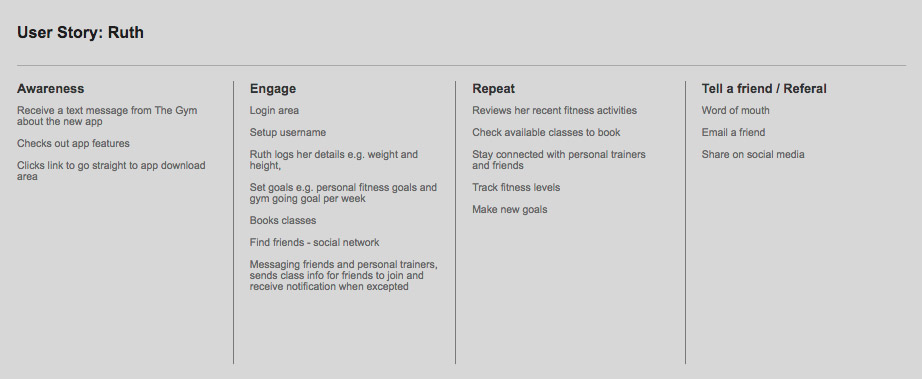 User Story: Ruth
Awareness
Receive a text message from The Gym
about the new app
Checks out app features
Clicks link to go straight to app download
area
Engage
Login area
Setup username
Ruth logs her details e.g. weight and
height,
Set goals e.g. personal fitness goals and
gym going goal per week
Books classes
Find friends - social network
Messaging friends and personal trainers,
sends class info for friends to join and
receive notification when excepted
Repeat
Reviews her recent fitness activities
Check available classes to book
Stay connected with personal trainers
and friends
Track fitness levels
Make new goals
Tell a friend / Referal
Word of mouth
Email a friend
Share on social media